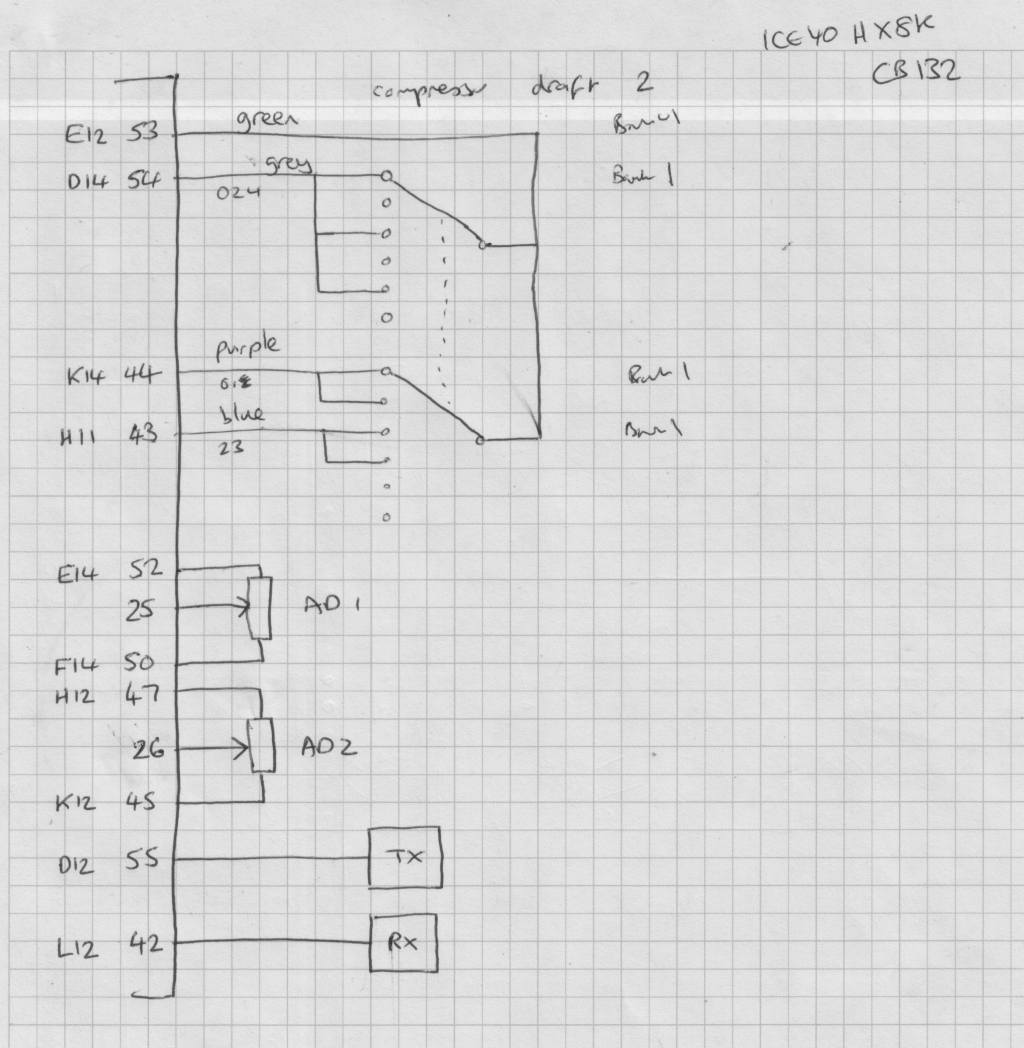 ICE40 HX8K
CB132
compressor draft 2
green
E12 53 Bank 1
grey
D14 54 Bank 1
024
purple
K14 44 Bank 1
blue
H11 43 Bank 1
23
E14 52
25 AD1
F14 50
H12 47
26 AD2
K12 45
D12 55 TX
L12 42 RX